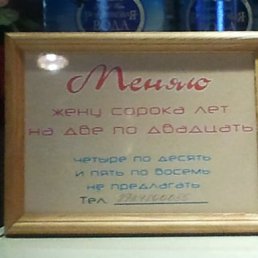 Меняю
жену сорока лет
на две по двадцать
четыре по десять
и пять по восемь
не предлагать
Тел.